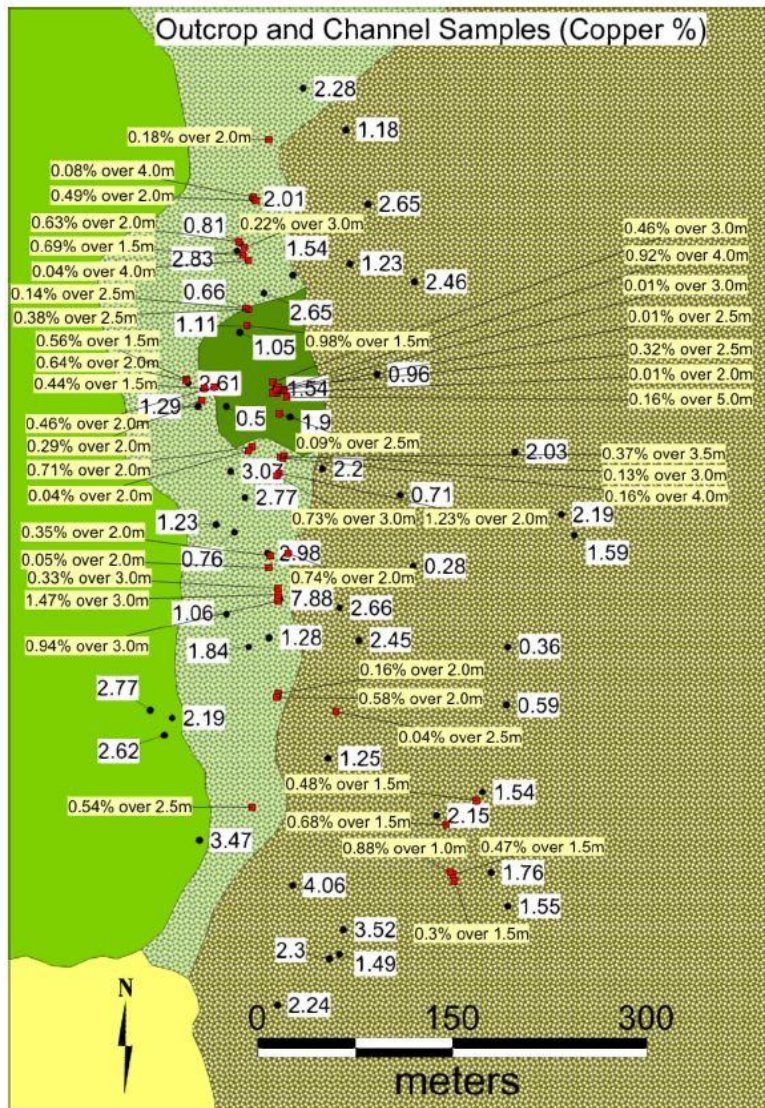 Outcrop and Channel Samples (Copper %)
2.28
1.18
0.18% over 2.0m
0.08% over 4.0m
0.49% over 2.0m
2.01
2.65
0.63% over 2.0m
0.81
0.22% over 3.0m
0.46% over 3.0m
0.69% over 1.5m
2.83
1.54
0.92% over 4.0m
0.04% over 4.0m
1.23
2.46
0.01% over 3.0m
0.14% over 2.5m
0.66
0.38% over 2.5m
2.65
0.01% over 2.5m
1.11
0.56% over 1.5m
1.05
0.98% over 1.5m
0.32% over 2.5m
0.64% over 2.0m
0.44% over 1.5m
2.61
1.54
0.96
0.01% over 2.0m
0.16% over 5.0m
1.29
0.5
1.9
0.46% over 2.0m
0.29% over 2.0m
0.09% over 2.5m
2.03
0.37% over 3.5m
0.71% over 2.0m
3.07
2.2
0.13% over 3.0m
0.04% over 2.0m
2.77
0.71
0.16% over 4.0m
1.23
0.73% over 3.0m
1.23% over 2.0m
2.19
0.35% over 2.0m
1.59
0.05% over 2.0m
0.76
2.98
0.28
0.33% over 3.0m
0.74% over 2.0m
1.47% over 3.0m
7.88
1.06
2.66
0.94% over 3.0m
1.84
1.28
2.45
0.36
0.16% over 2.0m
2.77
0.58% over 2.0m
0.59
2.19
0.04% over 2.5m
2.62
1.25
0.48% over 1.5m
1.54
0.54% over 2.5m
0.68% over 1.5m
2.15
3.47
0.88% over 1.0m
0.47% over 1.5m
1.76
4.06
1.55
3.52
0.3% over 1.5m
2.3
1.49
N
2.24
0
150
300
meters